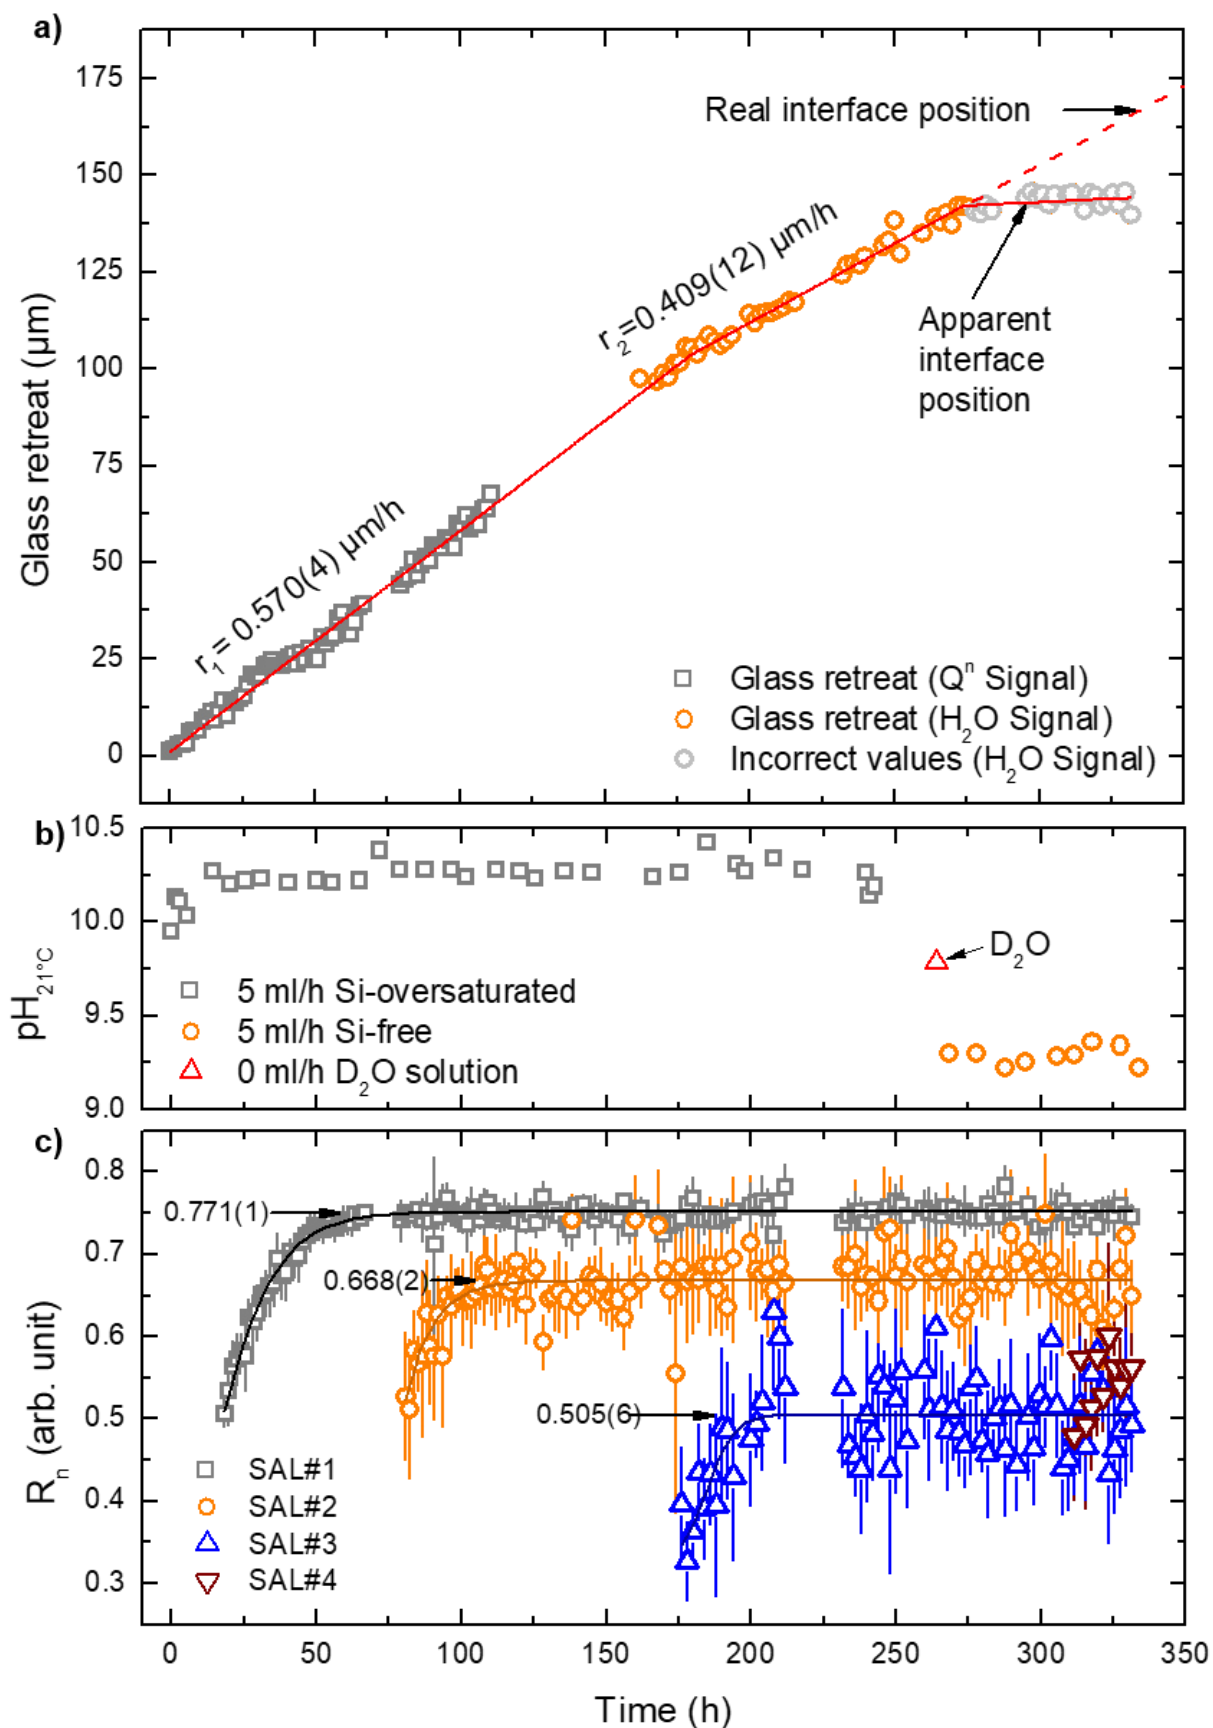 a)
175
150
125
100
75
50
25
0
Glass retreat (µm)
Real interface position
r₂=0.409(12) µm/h
Apparent
interface
position
r₁= 0.570(4) µm/h
Glass retreat (Qⁿ Signal)
Glass retreat (H₂O Signal)
Incorrect values (H₂O Signal)
b)
10.5
10.0
9.5
9.0
pH₂₁°C
D₂O
5 ml/h Si-oversaturated
5 ml/h Si-free
0 ml/h D₂O solution
c)
0.8
0.7
0.6
0.5
0.4
0.3
Rₙ (arb. unit)
0.771(1)
0.668(2)
0.505(6)
SAL#1
SAL#2
SAL#3
SAL#4
0 50 100 150 200 250 300 350
Time (h)